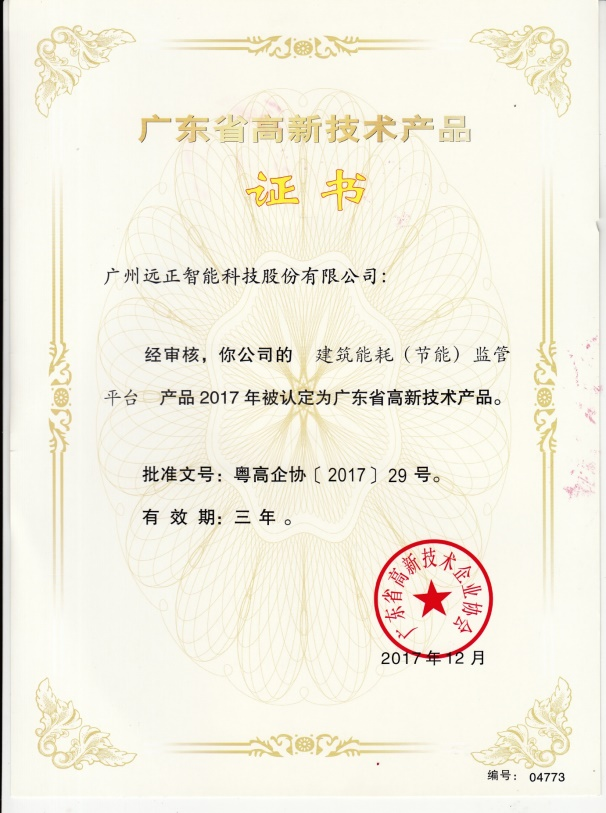 广东省高新技术产品
证书
广州远正智能科技股份有限公司：
经审核，你公司的 建筑能耗（节能）监管
平台 产品 2017 年被认定为广东省高新技术产品。
批准文号：粤高企协〔2017〕29 号。
有 效 期：三 年 。
广东省高新技术企业协会
2017 年 12 月
编号： 04773